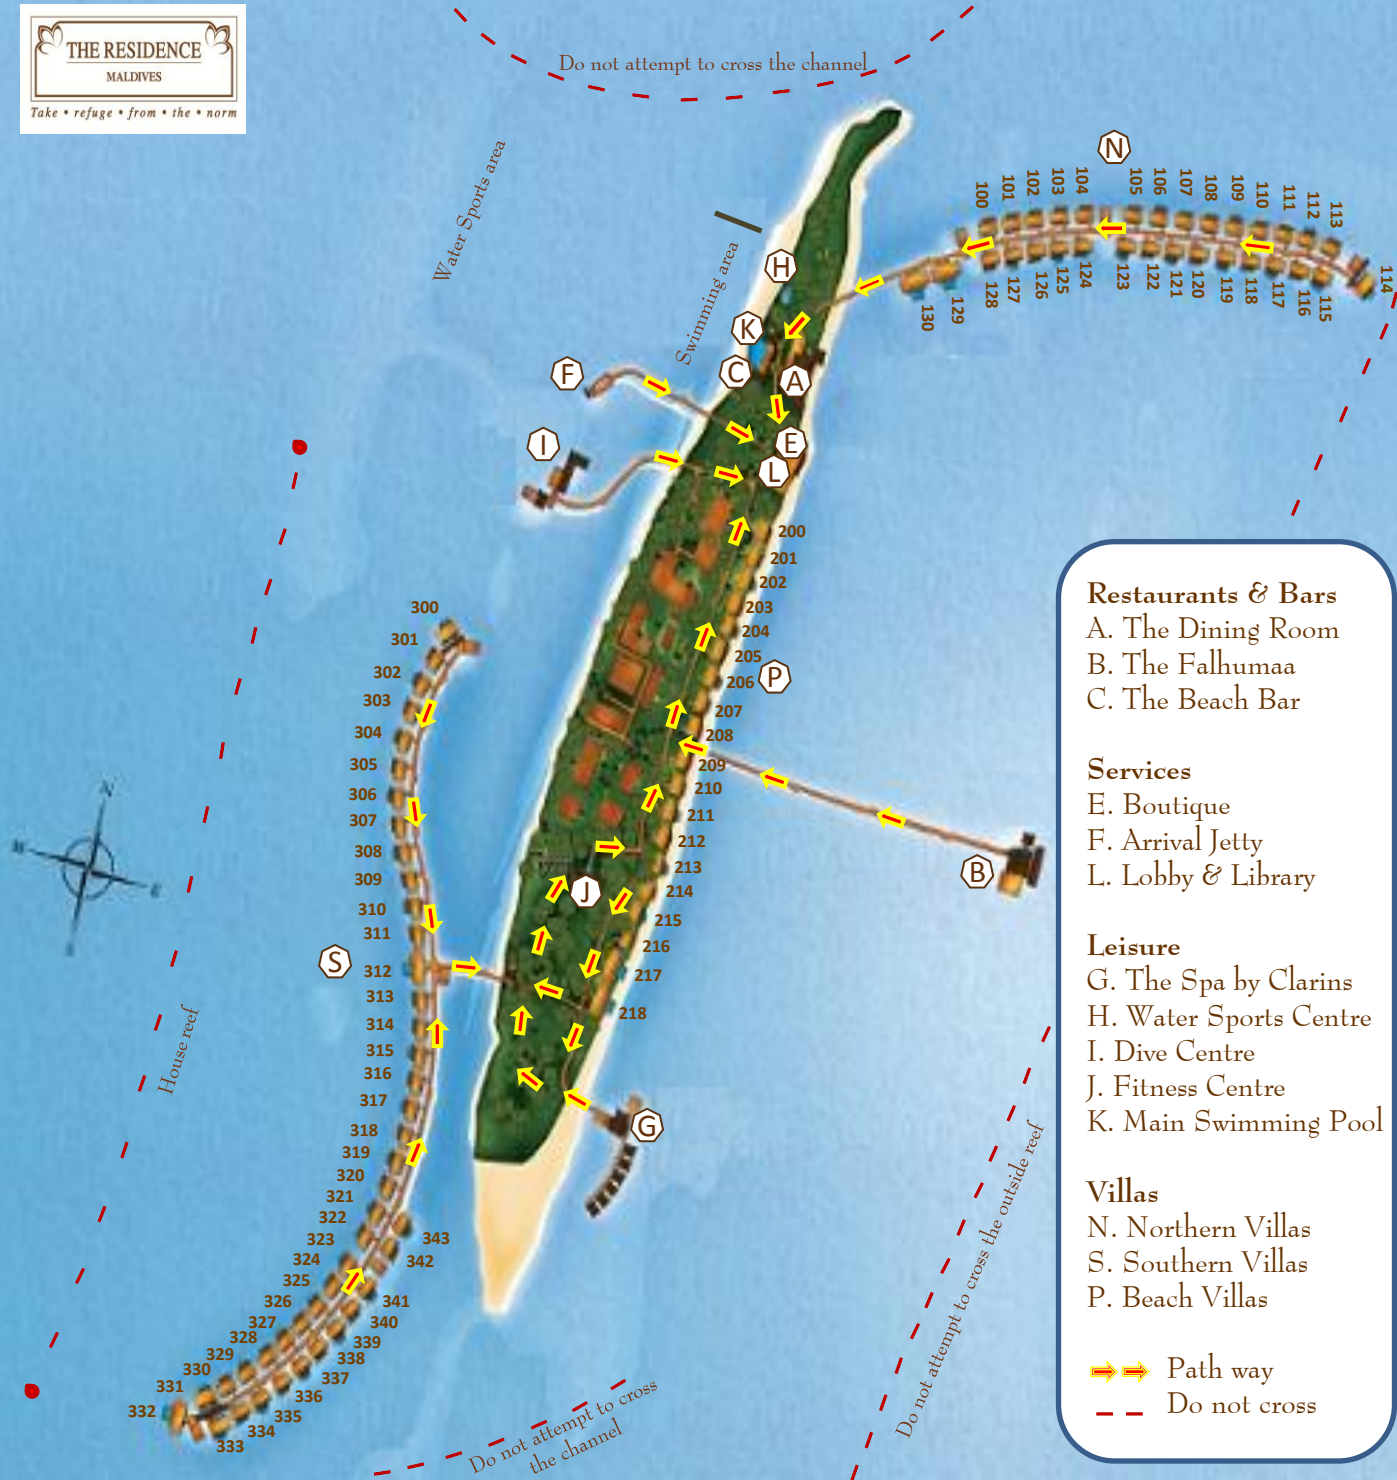 THE RESIDENCE
MALDIVES
Take • refuge • from • the • norm
Do not attempt to cross the channel
Water Sports area
Swimming area
N
100
101
102
103
104
105
106
107
108
109
110
111
112
113
114
130
129
128
127
126
125
124
123
122
121
120
119
118
117
116
115
H
K
C
A
F
E
I
L
200
201
202
203
204
205
206
P
207
208
209
210
211
212
213
214
215
216
217
218
B
J
G
300
301
302
303
304
305
306
307
308
309
310
311
S
312
313
314
315
316
317
318
319
320
321
322
323
324
325
326
327
328
329
330
331
332
333
334
335
336
337
338
339
340
341
342
343
N
E
House reef
Do not attempt to cross the outside reef
Do not attempt to cross
the channel
Restaurants & Bars
A. The Dining Room
B. The Falhumaa
C. The Beach Bar
Services
E. Boutique
F. Arrival Jetty
L. Lobby & Library
Leisure
G. The Spa by Clarins
H. Water Sports Centre
I. Dive Centre
J. Fitness Centre
K. Main Swimming Pool
Villas
N. Northern Villas
S. Southern Villas
P. Beach Villas
Path way
Do not cross